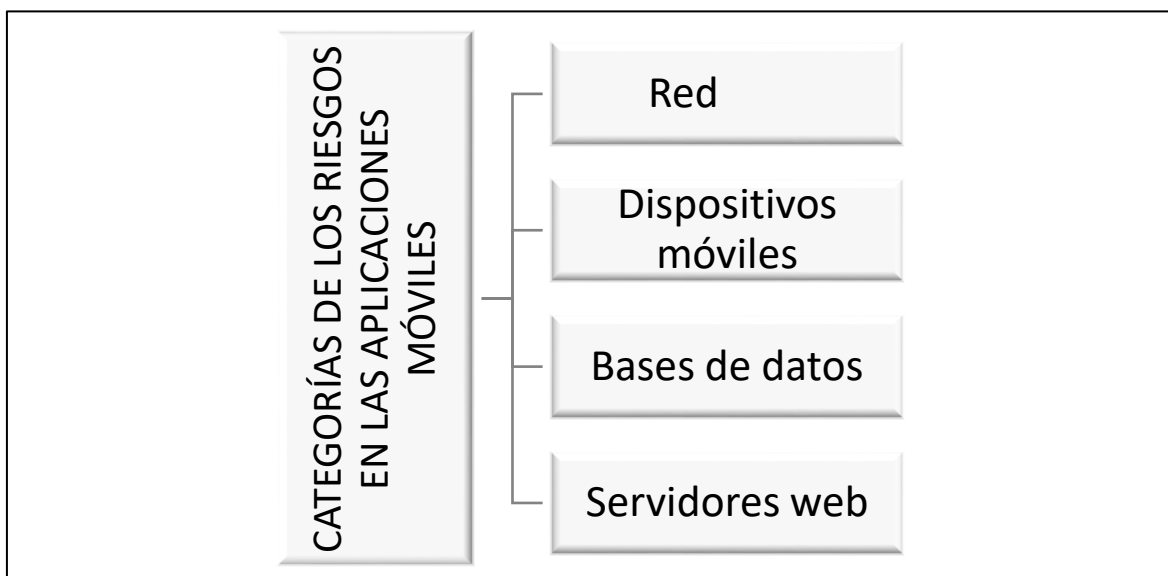 CATEGORÍAS DE LOS RIESGOS
EN LAS APLICACIONES
MÓVILES
Red
Dispositivos
móviles
Bases de datos
Servidores web